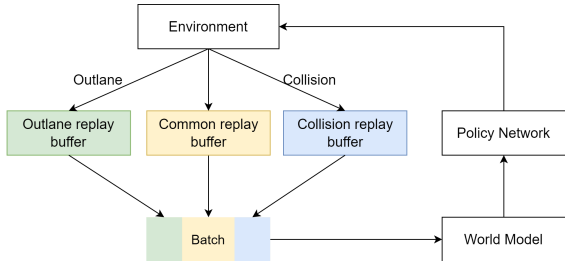 Environment
Outlane
Collision
Outlane replay
buffer
Common replay
buffer
Collision replay
buffer
Policy Network
Batch
World Model